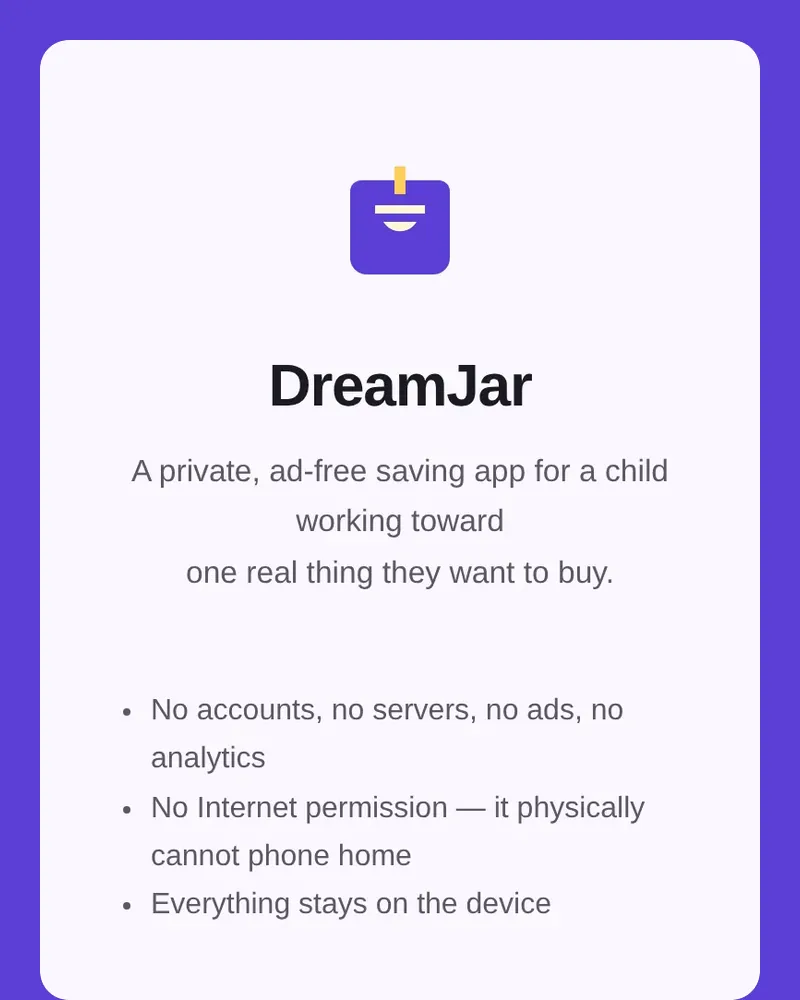 DreamJar
A private, ad-free saving app for a child
working toward
one real thing they want to buy.
• No accounts, no servers, no ads, no
analytics
• No Internet permission — it physically
cannot phone home
• Everything stays on the device